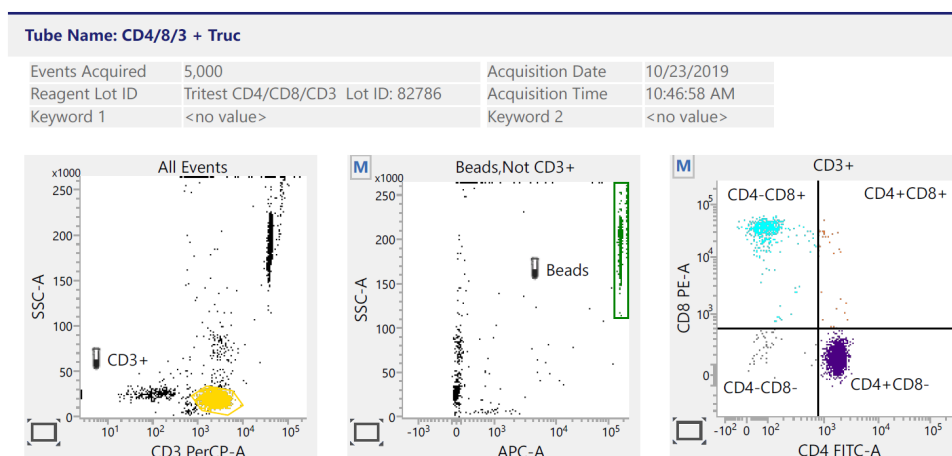 Tube Name: CD4/8/3 + Truc
Events Acquired 5,000 Acquisition Date 10/23/2019
Reagent Lot ID Tritest CD4/CD8/CD3 Lot ID: 82786 Acquisition Time 10:46:58 AM
Keyword 1 <no value> Keyword 2 <no value>
All Events
x1000
250
200
150
100
50
0
SSC-A
CD3+
10¹ 10² 10³ 10⁴ 10⁵
CD3 PerCP-A
M
Beads,Not CD3+
x1000
250
200
150
100
50
0
SSC-A
Beads
-10³ 0 10² 10³ 10⁴ 10⁵
APC-A
M
CD3+
CD4-CD8+ CD4+CD8+
10⁵
10⁴
10³
0
CD8 PE-A
CD4-CD8- CD4+CD8-
-10² 0 10² 10³ 10⁴ 10⁵
CD4 FITC-A